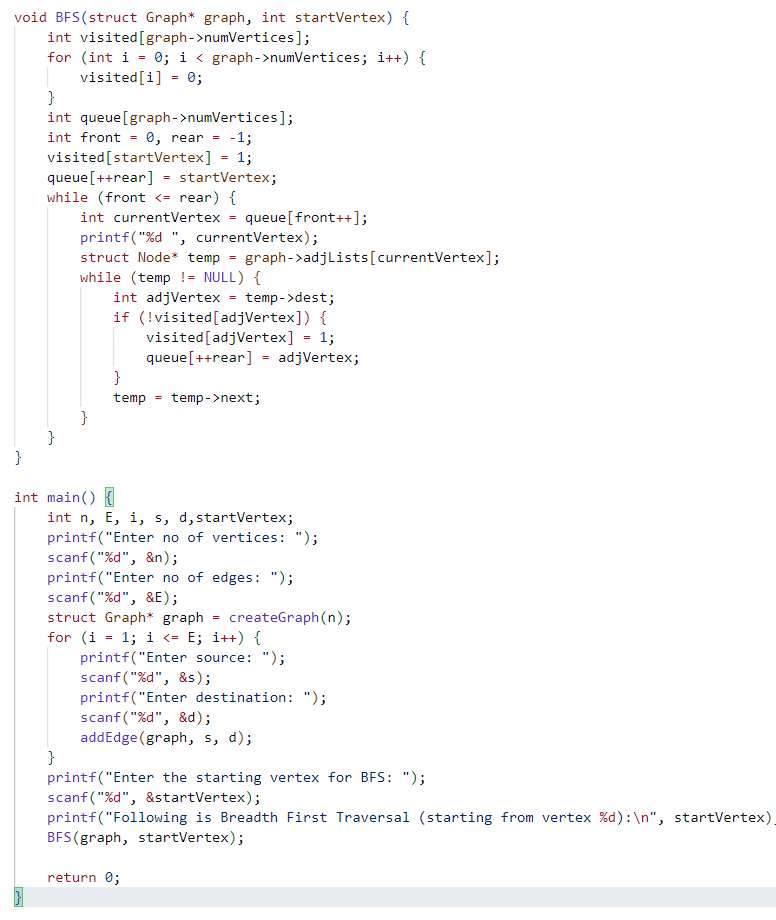 void BFS(struct Graph* graph, int startVertex) {
    int visited[graph->numVertices];
    for (int i = 0; i < graph->numVertices; i++) {
        visited[i] = 0;
    }
    int queue[graph->numVertices];
    int front = 0, rear = -1;
    visited[startVertex] = 1;
    queue[++rear] = startVertex;
    while (front <= rear) {
        int currentVertex = queue[front++];
        printf("%d ", currentVertex);
        struct Node* temp = graph->adjLists[currentVertex];
        while (temp != NULL) {
            int adjVertex = temp->dest;
            if (!visited[adjVertex]) {
                visited[adjVertex] = 1;
                queue[++rear] = adjVertex;
            }
            temp = temp->next;
        }
    }
}

int main() {
    int n, E, i, s, d,startVertex;
    printf("Enter no of vertices: ");
    scanf("%d", &n);
    printf("Enter no of edges: ");
    scanf("%d", &E);
    struct Graph* graph = createGraph(n);
    for (i = 1; i <= E; i++) {
        printf("Enter source: ");
        scanf("%d", &s);
        printf("Enter destination: ");
        scanf("%d", &d);
        addEdge(graph, s, d);
    }
    printf("Enter the starting vertex for BFS: ");
    scanf("%d", &startVertex);
    printf("Following is Breadth First Traversal (starting from vertex %d):\n", startVertex);
    BFS(graph, startVertex);

    return 0;
}